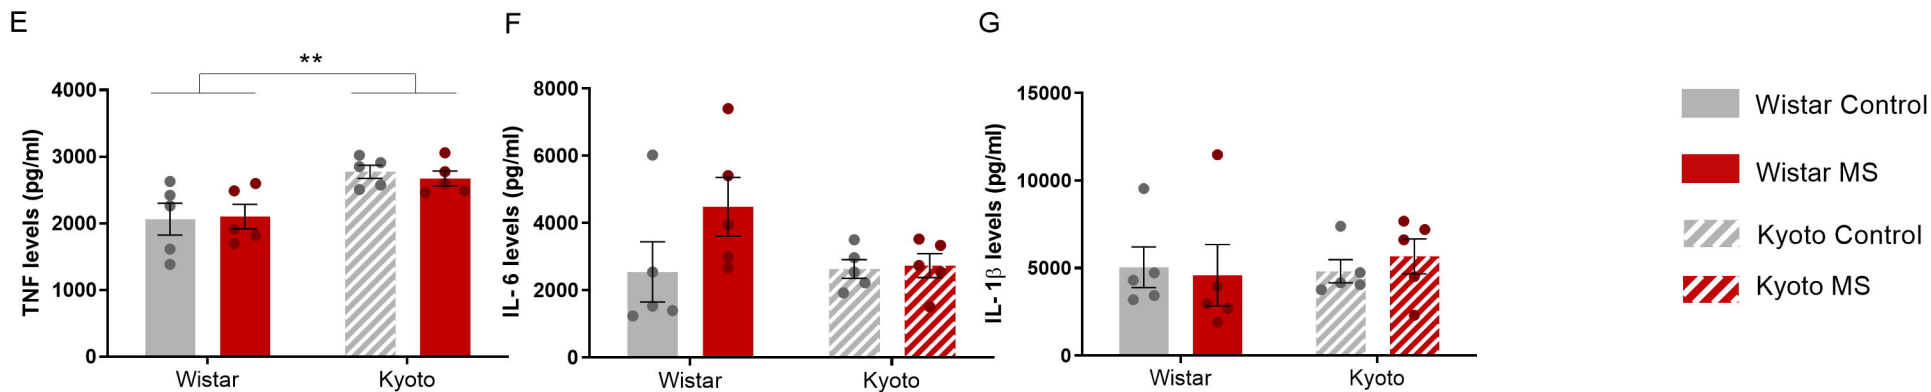 E
**
TNF levels (pg/ml)
4000
3000
2000
1000
0
Wistar
Kyoto
F
IL- 6 levels (pg/ml)
8000
6000
4000
2000
0
Wistar
Kyoto
G
IL- 1β levels (pg/ml)
15000
10000
5000
0
Wistar
Kyoto
Wistar Control
Wistar MS
Kyoto Control
Kyoto MS